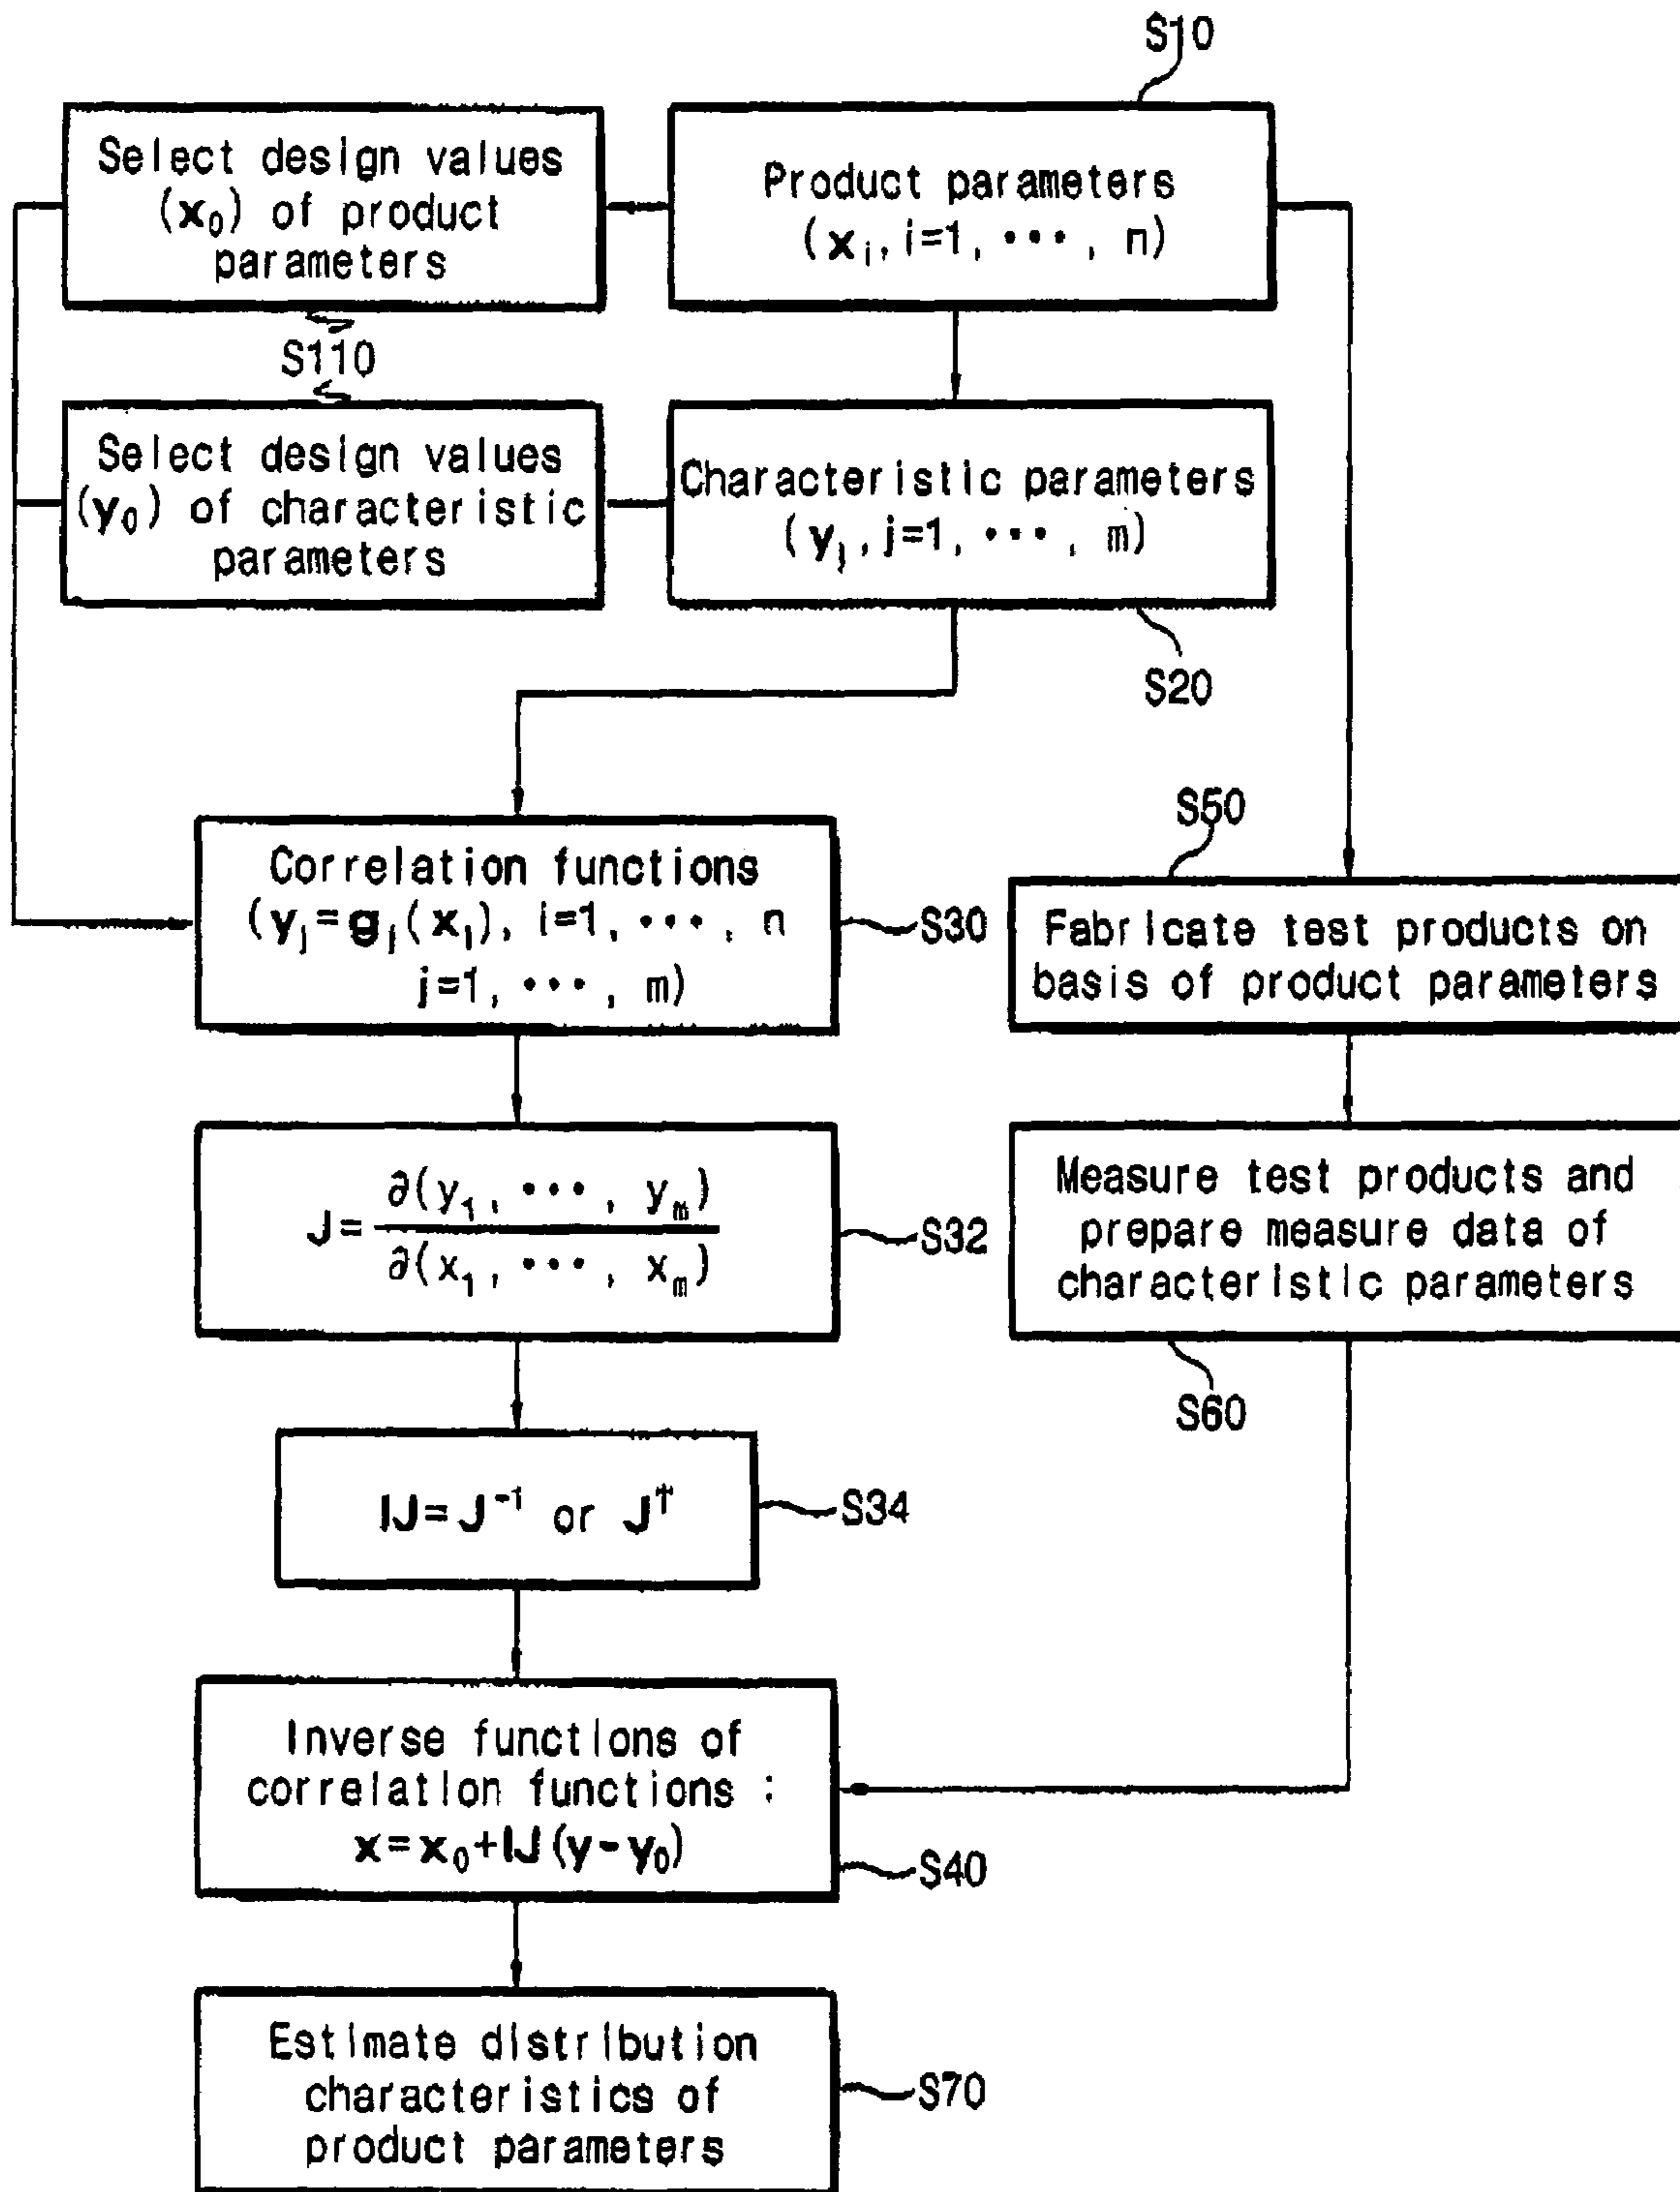 S10
Select design values
(x₀) of product
parameters
Product parameters
(xᵢ, i=1, ···, n)
S110
Select design values
(y₀) of characteristic
parameters
Characteristic parameters
(yⱼ, j=1, ···, m)
S20
Correlation functions
(yⱼ=gⱼ(xᵢ), i=1, ···, n
j=1, ···, m)
S30
S50
Fabricate test products on
basis of product parameters
J= ∂(y₁, ···, yₘ)
∂(x₁, ···, xₘ)
S32
Measure test products and
prepare measure data of
characteristic parameters
S60
IJ=J⁻¹ or J†
S34
Inverse functions of
correlation functions :
x=x₀+IJ(y-y₀)
S40
Estimate distribution
characteristics of
product parameters
S70